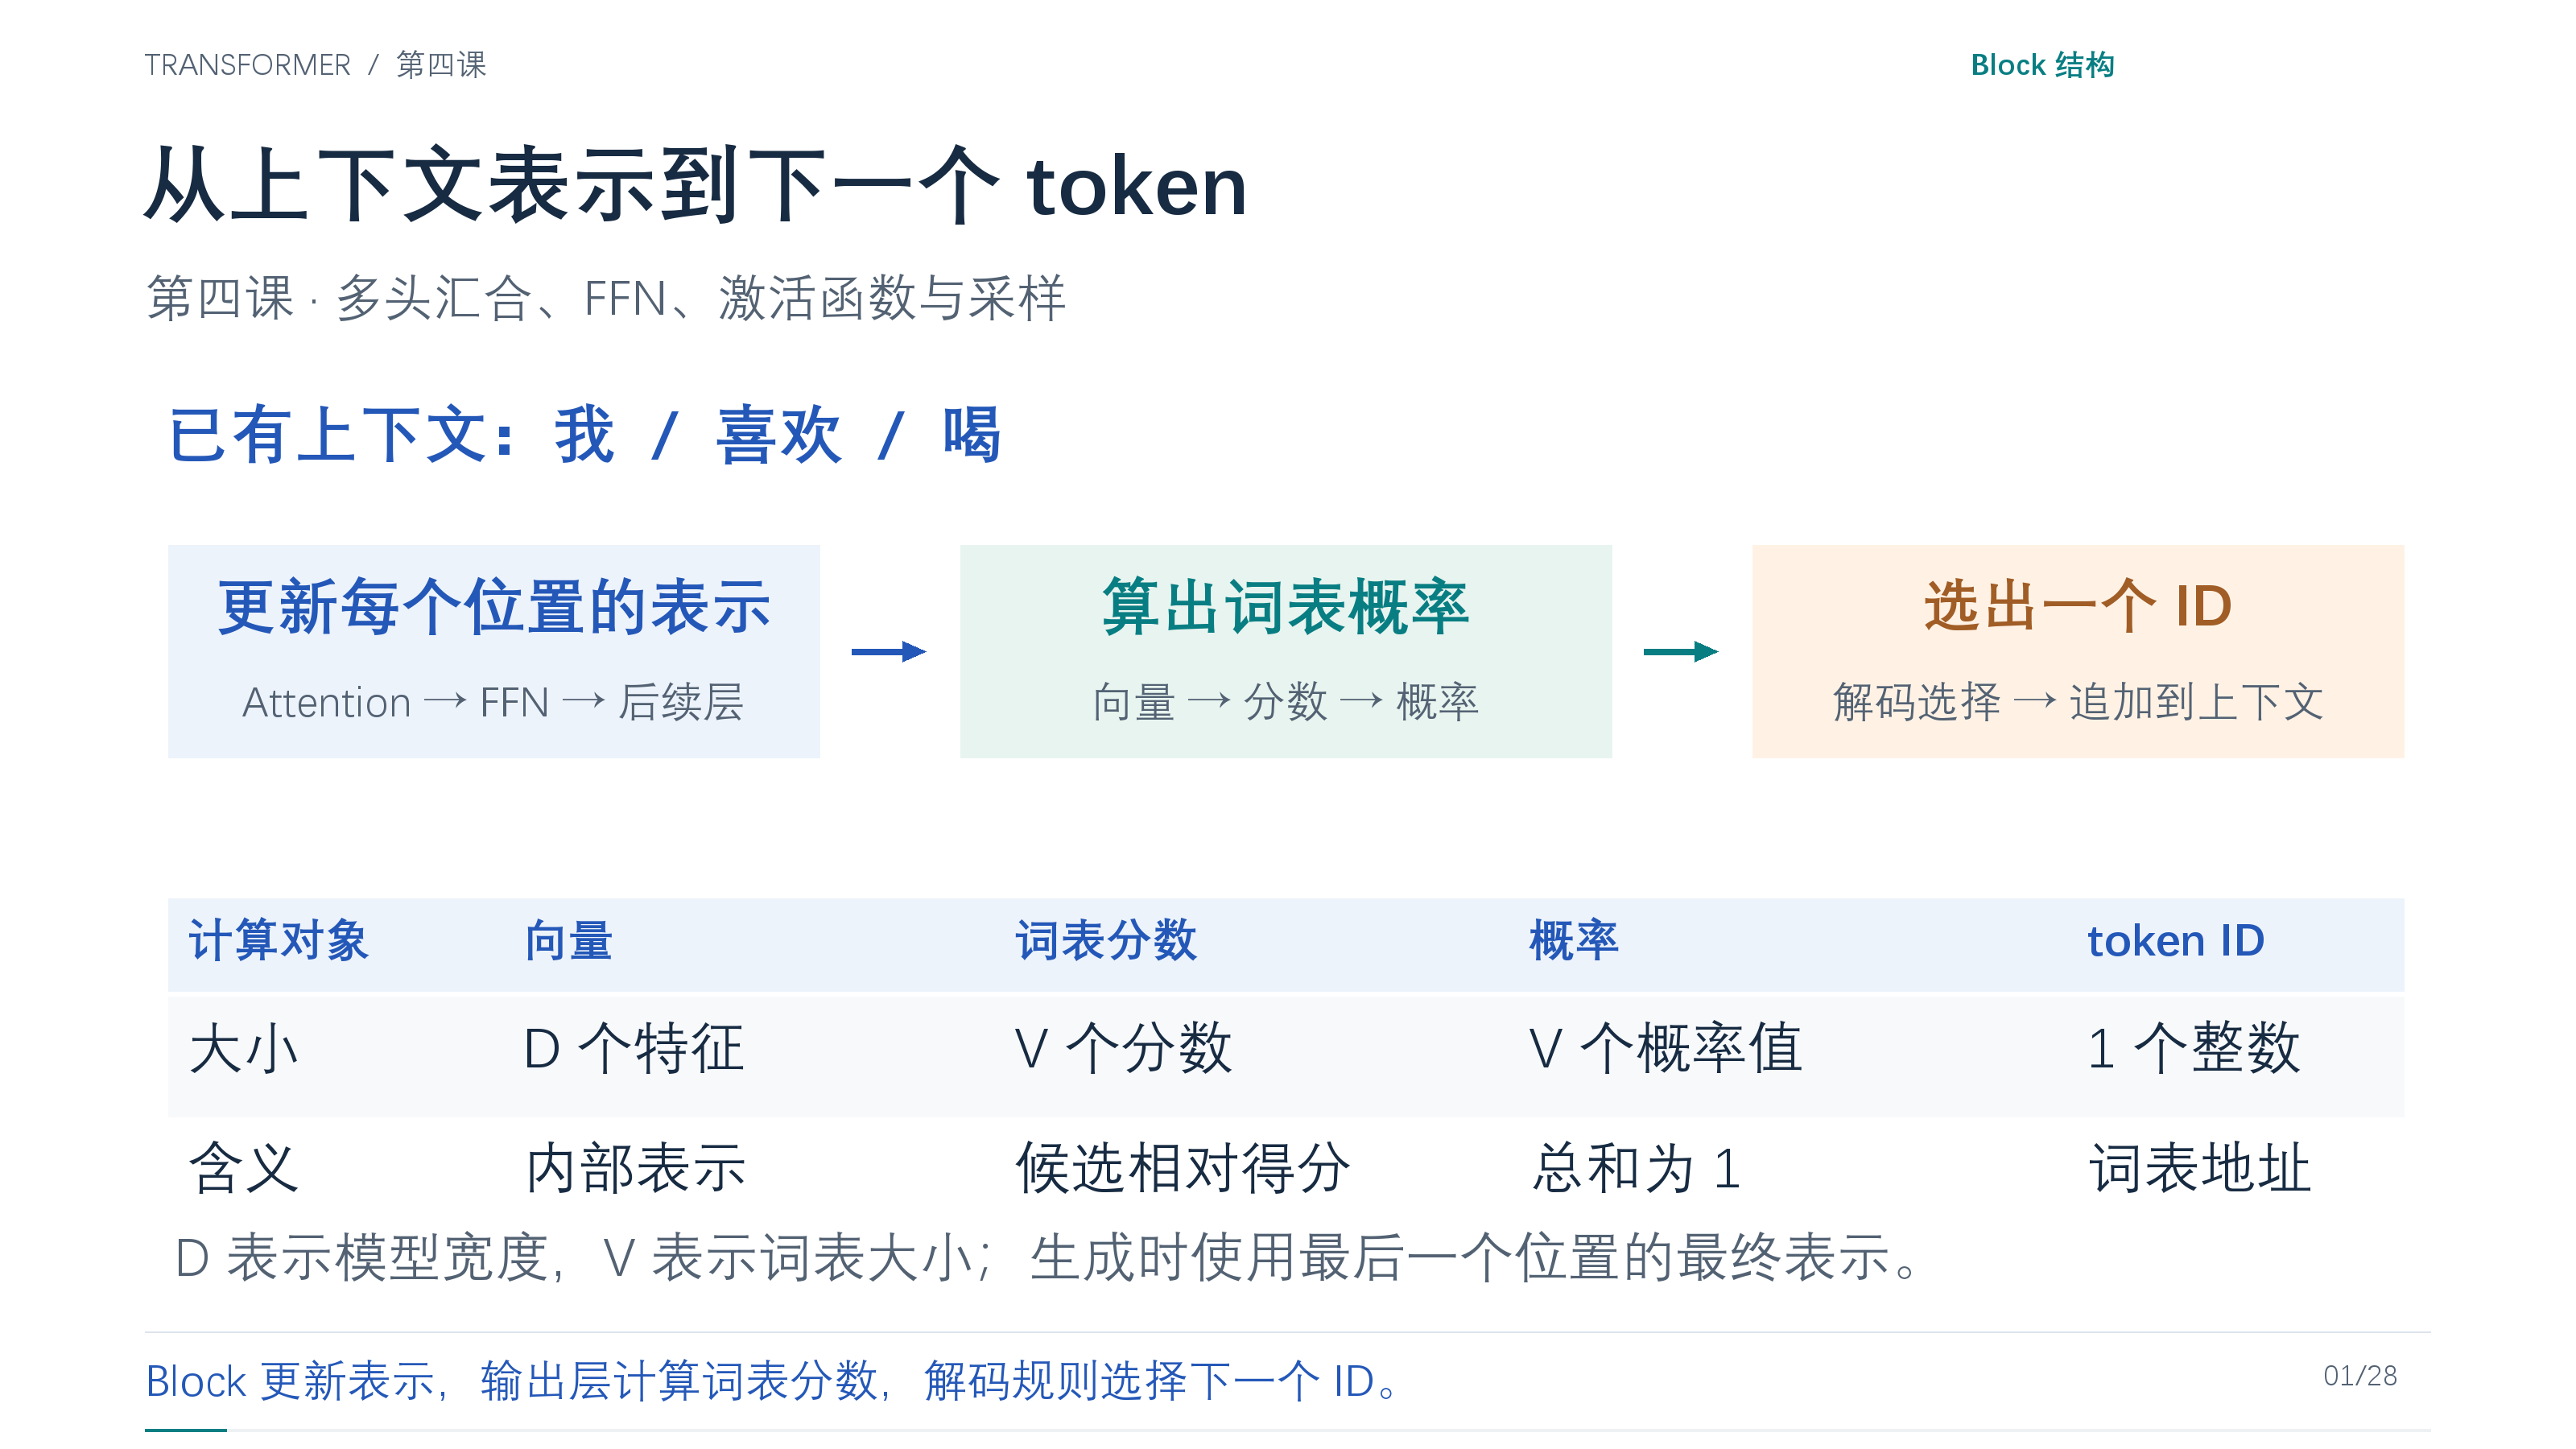 TRANSFORMER / 第四课
Block 结构
从上下文表示到下一个 token
第四课 · 多头汇合、FFN、激活函数与采样
已有上下文：我 / 喜欢 / 喝
更新每个位置的表示
Attention → FFN → 后续层
算出词表概率
向量 → 分数 → 概率
选出一个 ID
解码选择 → 追加到上下文
计算对象 向量 词表分数 概率 token ID
大小 D 个特征 V 个分数 V 个概率值 1 个整数
含义 内部表示 候选相对得分 总和为 1 词表地址
D 表示模型宽度，V 表示词表大小；生成时使用最后一个位置的最终表示。
Block 更新表示，输出层计算词表分数，解码规则选择下一个 ID。
01/28